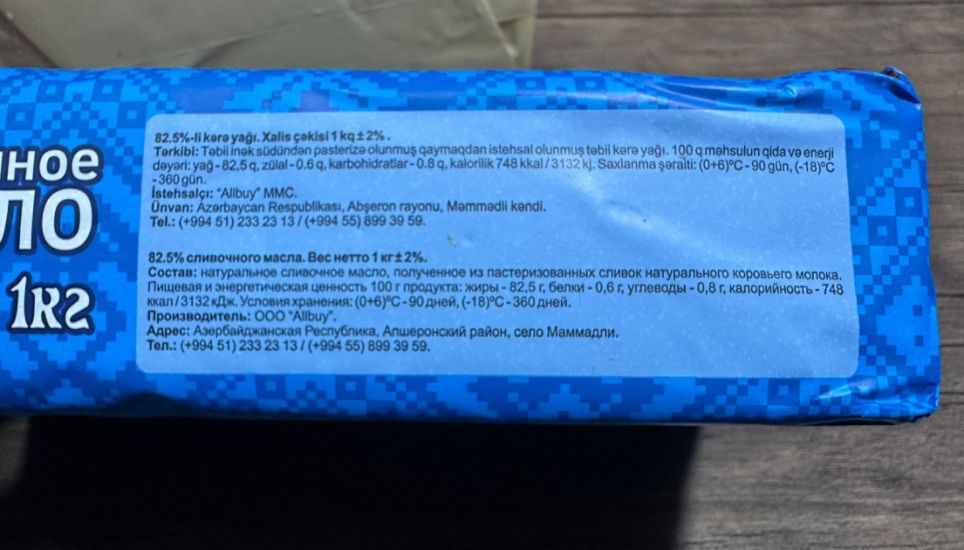 ное
ло
1кг
82.5%-li kərə yağı. Xalis çəkisi 1 kq ± 2% .
Tərkibi: Təbii inək südündən pasterizə olunmuş qaymaqdan istehsal olunmuş təbii kərə yağı. 100 q məhsulun qida və enerji
dəyəri: yağ - 82,5 q, zülal - 0.6 q, karbohidratlar - 0.8 q, kalorilik 748 kkal / 3132 kj. Saxlanma şəraiti: (0+6)ºC - 90 gün, (-18)ºC
- 360 gün.
İstehsalçı: "Allbuy" MMC.
Ünvan: Azərbaycan Respublikası, Abşeron rayonu, Məmmədli kəndi.
Tel.: (+994 51) 233 23 13 / (+994 55) 899 39 59.
82.5% сливочного масла. Вес нетто 1 кг ± 2%.
Состав: натуральное сливочное масло, полученное из пастеризованных сливок натурального коровьего молока.
Пищевая и энергетическая ценность 100 г продукта: жиры - 82,5 г, белки - 0,6 г, углеводы - 0,8 г, калорийность - 748
ккал / 3132 кДж. Условия хранения: (0+6)ºC - 90 дней, (-18)ºC - 360 дней.
Производитель: ООО "Allbuy".
Адрес: Азербайджанская Республика, Апшеронский район, село Маммадли.
Тел.: (+994 51) 233 23 13 / (+994 55) 899 39 59.